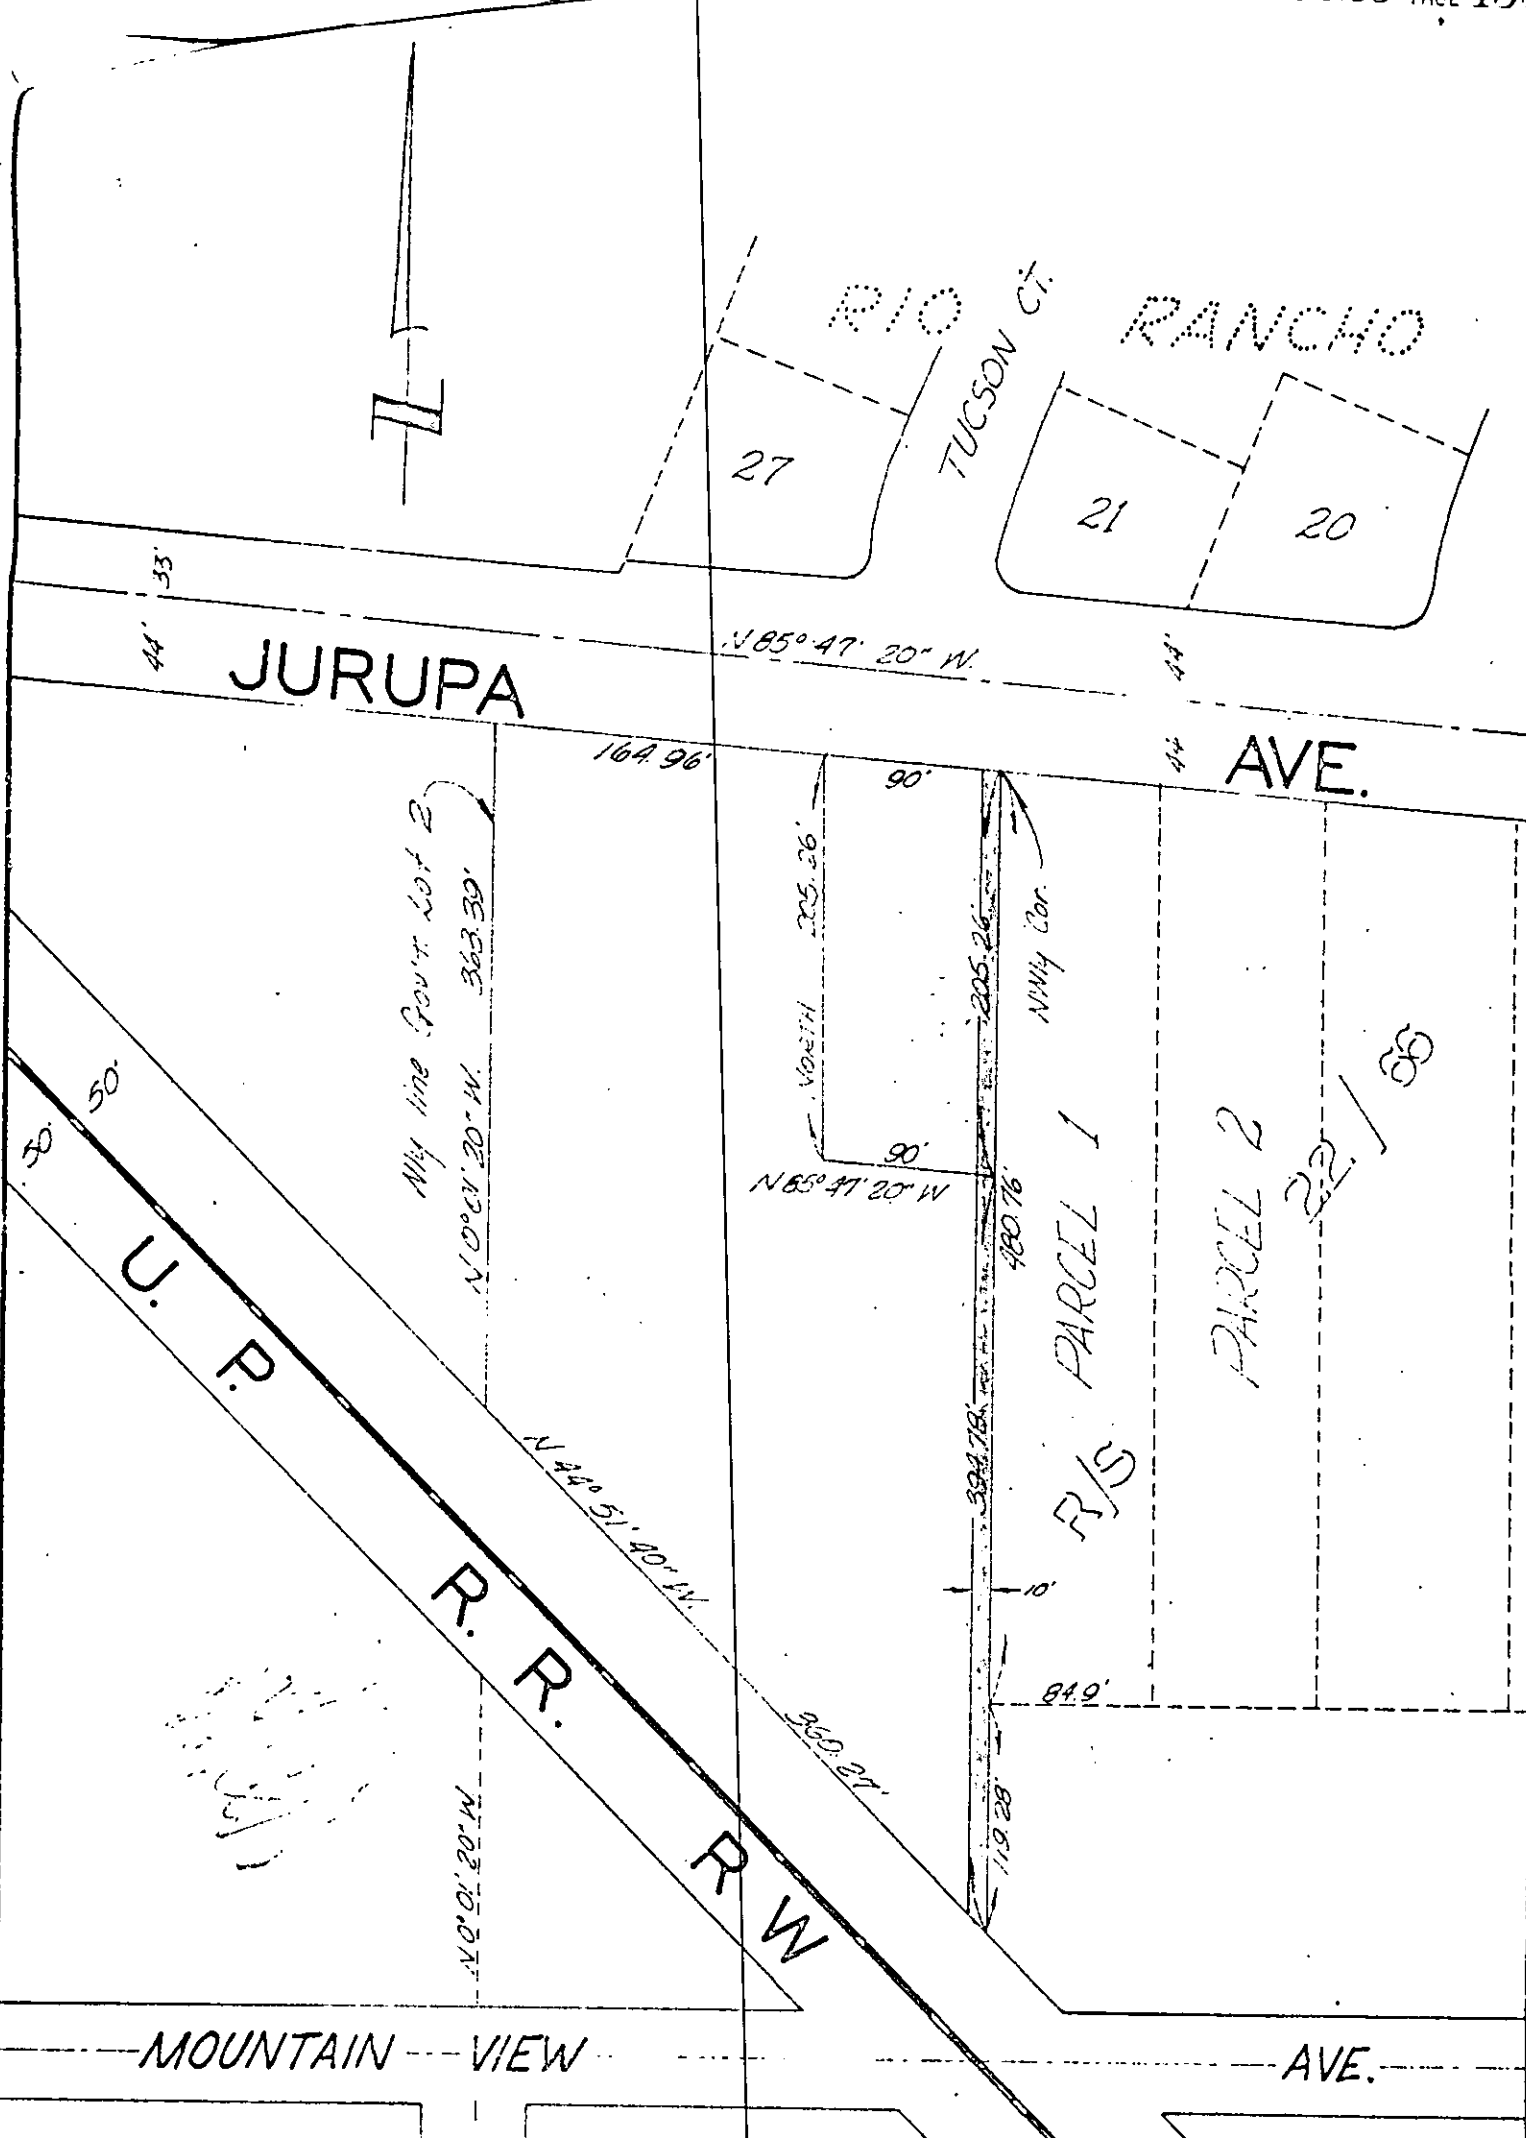 RIO RANCHO
TUCSON CT.
27
21
20
33'
44'
N 85° 47' 20" W.
44'
44'
JURUPA AVE.
164.96'
90'
Nly line Gov't. Lot 2
N 0° 01' 20" W. 363.39'
NORTH 205.26'
205.26'
NWly Cor.
90'
N 85° 47' 20" W
480.76'
PARCEL 1
PARCEL 2
R/S 22 /
50'
50'
U. P. R. R. R W
N 44° 51' 40" W.
360.27'
394.78'
10'
84.9'
119.28'
N 0° 01' 20" W
MOUNTAIN VIEW AVE.